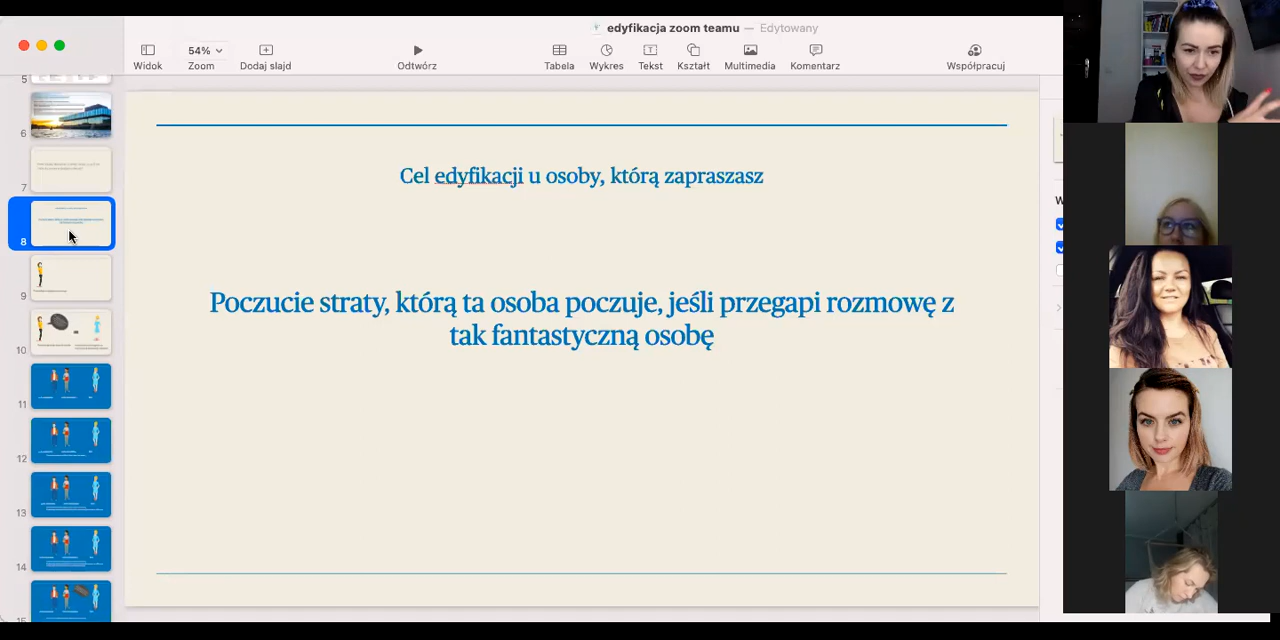 edyfikacja zoom teamu — Edytowany
54%
Widok
Zoom
Dodaj slajd
Odtwórz
Tabela
Wykres
Tekst
Kształt
Multimedia
Komentarz
Współpracuj
5
6
7
8
9
10
11
12
13
14
15
Cel edyfikacji u osoby, którą zapraszasz
Poczucie straty, którą ta osoba poczuje, jeśli przegapi rozmowę z
tak fantastyczną osobę